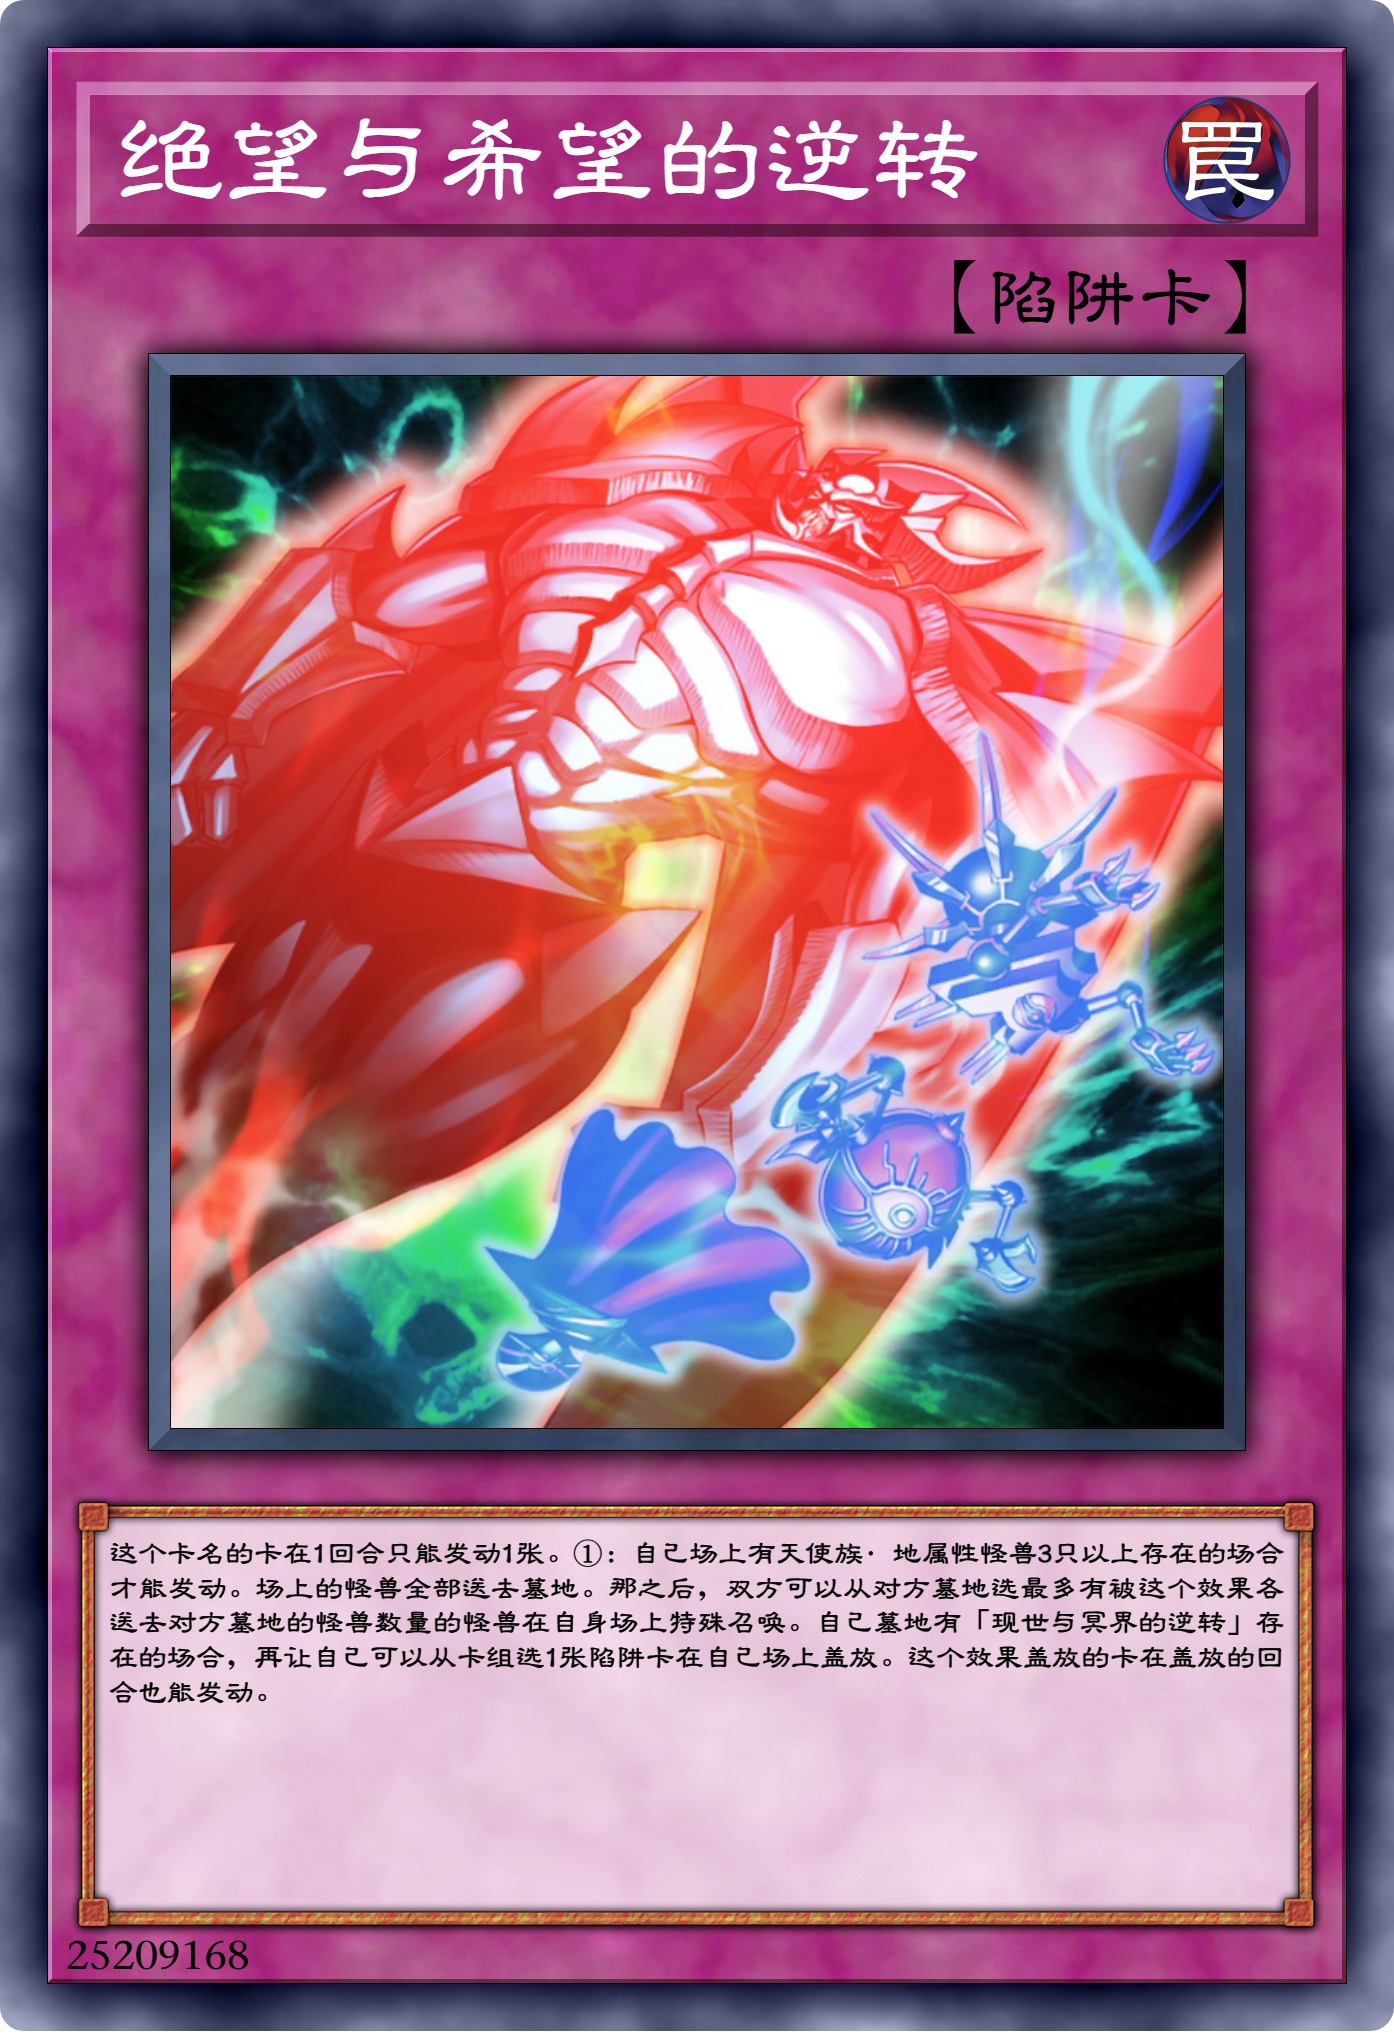 绝望与希望的逆转
罠
【陷阱卡】
这个卡名的卡在1回合只能发动1张。①：自己场上有天使族·地属性怪兽3只以上存在的场合
才能发动。场上的怪兽全部送去墓地。那之后，双方可以从对方墓地选最多有被这个效果各
送去对方墓地的怪兽数量的怪兽在自身场上特殊召唤。自己墓地有「现世与冥界的逆转」存
在的场合，再让自己可以从卡组选1张陷阱卡在自己场上盖放。这个效果盖放的卡在盖放的回
合也能发动。
25209168